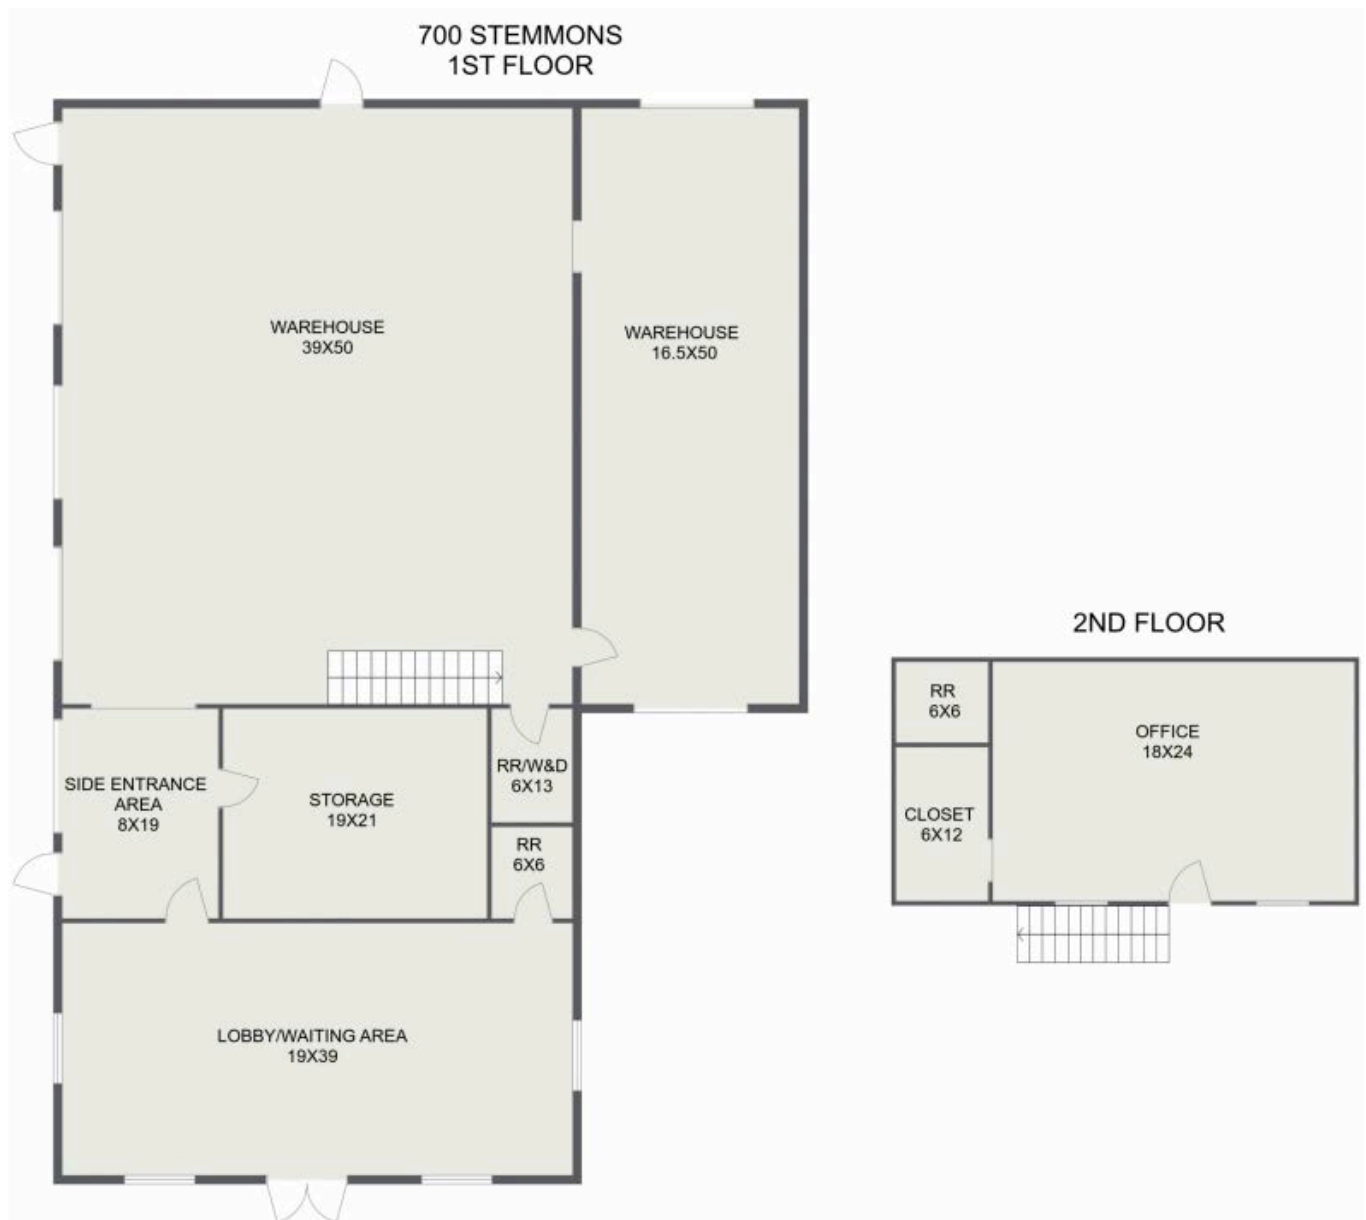 700 STEMMONS
1ST FLOOR
WAREHOUSE
39X50
WAREHOUSE
16.5X50
SIDE ENTRANCE
AREA
8X19
STORAGE
19X21
RR/W&D
6X13
RR
6X6
LOBBY/WAITING AREA
19X39
2ND FLOOR
RR
6X6
OFFICE
18X24
CLOSET
6X12